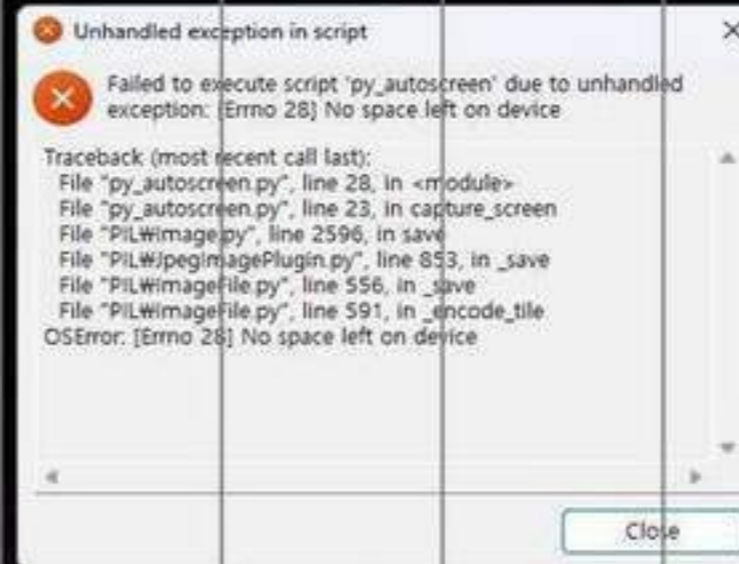 Unhandled exception in script
Failed to execute script 'py_autoscreen' due to unhandled
exception: [Errno 28] No space left on device
Traceback (most recent call last):
File "py_autoscreen.py", line 28, in <module>
File "py_autoscreen.py", line 23, in capture_screen
File "PIL₩Image.py", line 2596, in save
File "PIL₩JpegImagePlugin.py", line 853, in _save
File "PIL₩ImageFile.py", line 556, in _save
File "PIL₩ImageFile.py", line 591, in _encode_tile
OSError: [Errno 28] No space left on device
Close